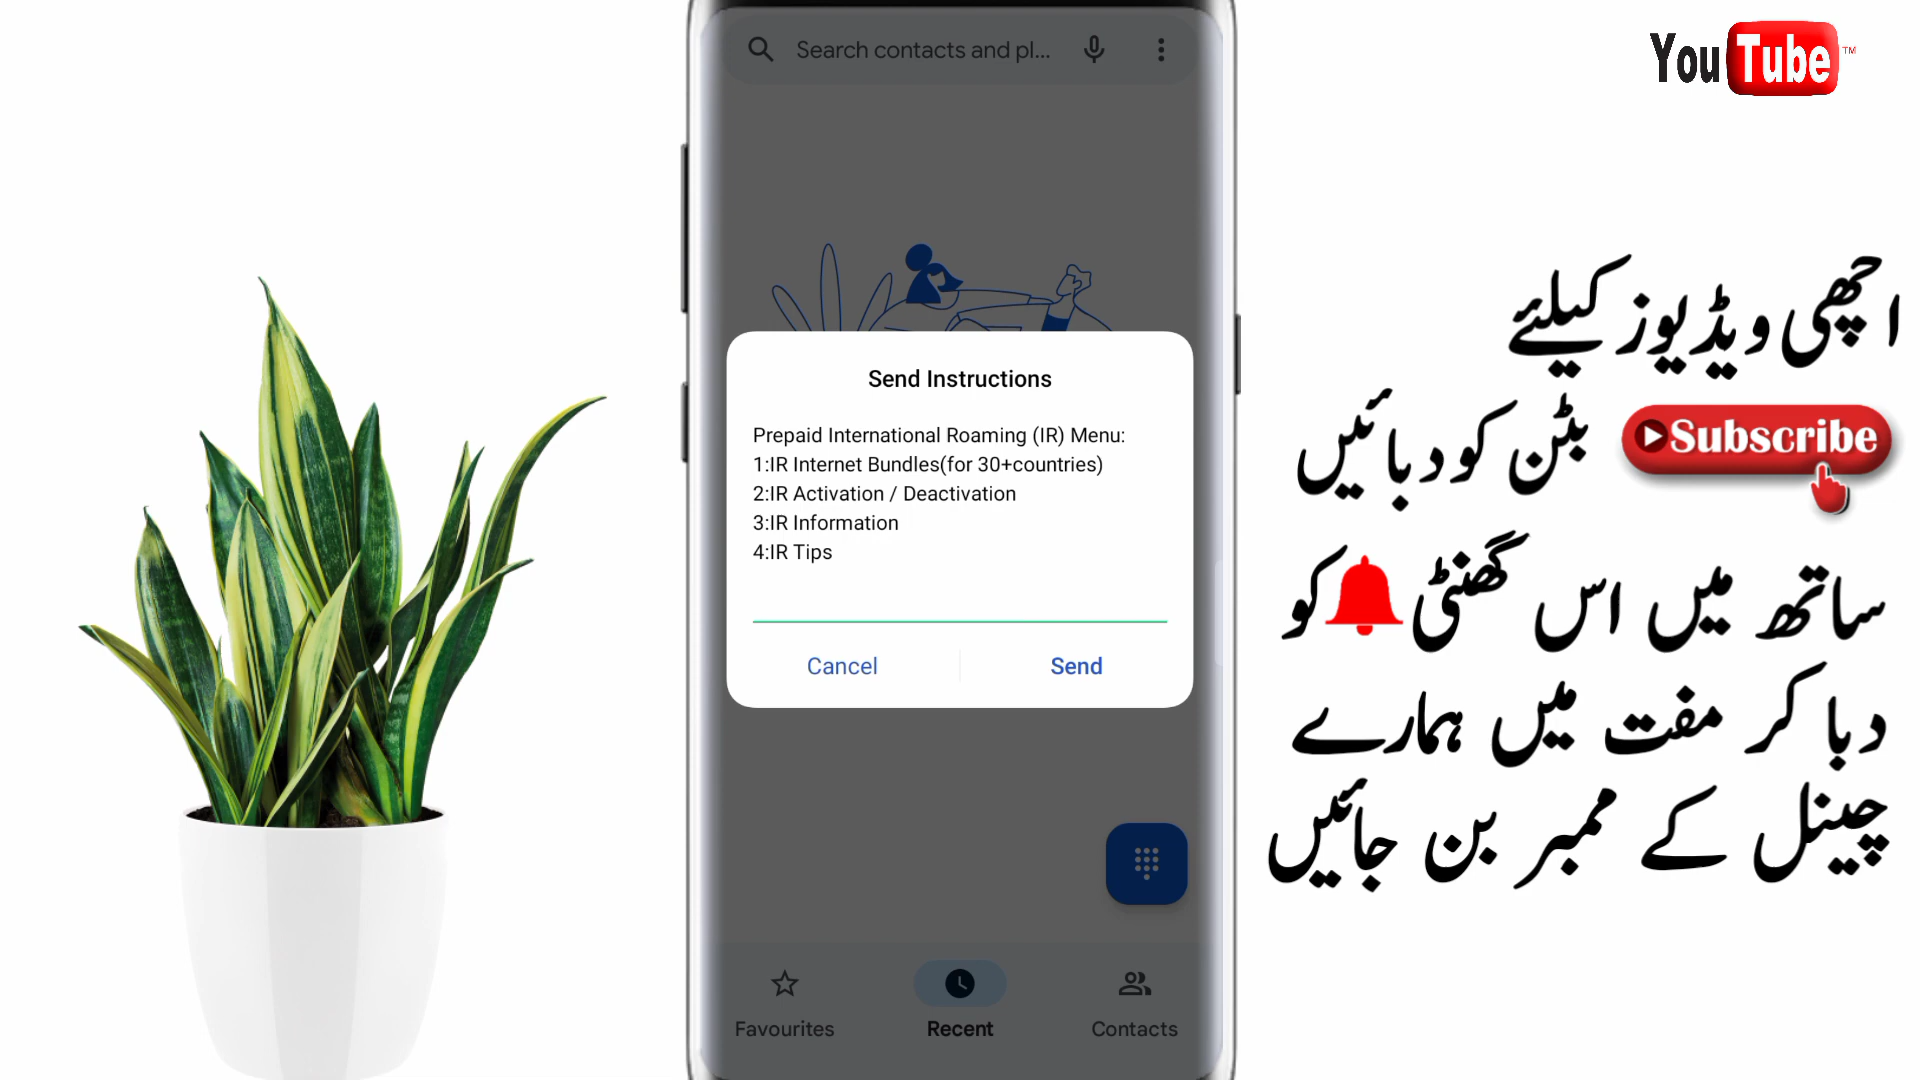 Search contacts and pl...
YouTube™
Send Instructions
Prepaid International Roaming (IR) Menu:
1:IR Internet Bundles(for 30+countries)
2:IR Activation / Deactivation
3:IR Information
4:IR Tips
Cancel
Send
Favourites
Recent
Contacts
اچھی ویڈیوز کیلئے
Subscribe بٹن کو دبائیں
ساتھ میں اس گھنٹی کو
دبا کر مفت میں ہمارے
چینل کے ممبر بن جائیں